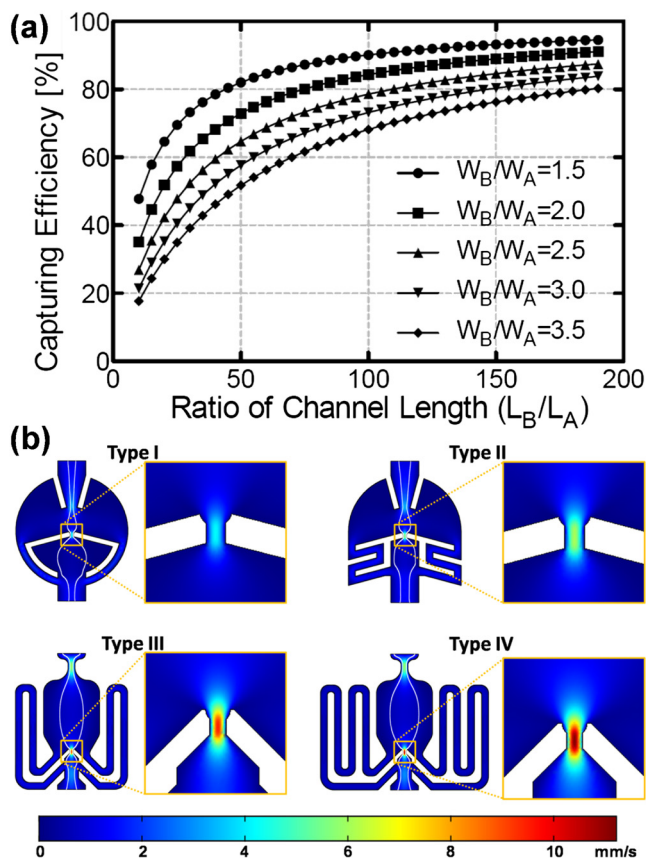 (a)
Capturing Efficiency [%]
100
80
60
40
20
0
W_B/W_A=1.5
W_B/W_A=2.0
W_B/W_A=2.5
W_B/W_A=3.0
W_B/W_A=3.5
0 50 100 150 200
Ratio of Channel Length (L_B/L_A)
(b)
Type I
Type II
Type III
Type IV
0 2 4 6 8 10 mm/s